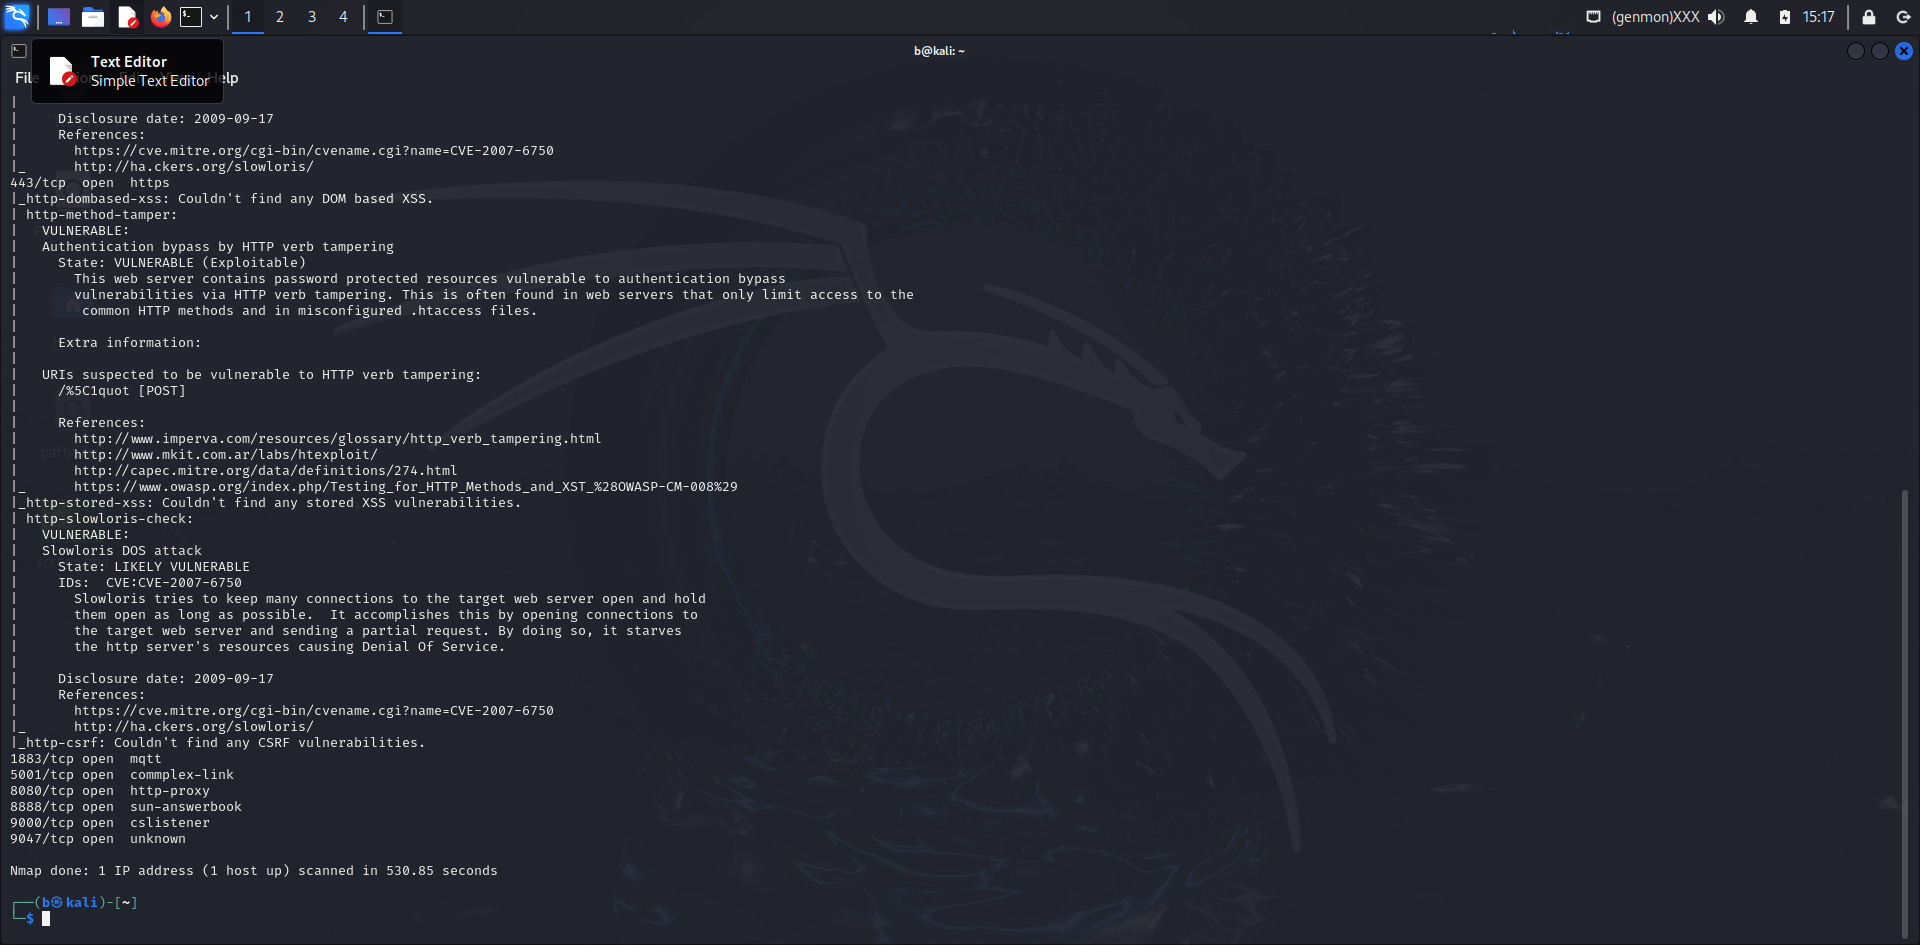 1 2 3 4
(genmon)XXX
15:17
b@kali: ~
Text Editor
Simple Text Editor
File Help
|
|     Disclosure date: 2009-09-17
|     References:
|       https://cve.mitre.org/cgi-bin/cvename.cgi?name=CVE-2007-6750
|_      http://ha.ckers.org/slowloris/
443/tcp  open  https
|_http-dombased-xss: Couldn't find any DOM based XSS.
| http-method-tamper:
|   VULNERABLE:
|   Authentication bypass by HTTP verb tampering
|     State: VULNERABLE (Exploitable)
|       This web server contains password protected resources vulnerable to authentication bypass
|       vulnerabilities via HTTP verb tampering. This is often found in web servers that only limit access to the
|        common HTTP methods and in misconfigured .htaccess files.
|
|     Extra information:
|
|   URIs suspected to be vulnerable to HTTP verb tampering:
|     /%5C1quot [POST]
|
|     References:
|       http://www.imperva.com/resources/glossary/http_verb_tampering.html
|       http://www.mkit.com.ar/labs/htexploit/
|       http://capec.mitre.org/data/definitions/274.html
|_      https://www.owasp.org/index.php/Testing_for_HTTP_Methods_and_XST_%28OWASP-CM-008%29
|_http-stored-xss: Couldn't find any stored XSS vulnerabilities.
| http-slowloris-check:
|   VULNERABLE:
|   Slowloris DOS attack
|     State: LIKELY VULNERABLE
|     IDs:  CVE:CVE-2007-6750
|       Slowloris tries to keep many connections to the target web server open and hold
|       them open as long as possible.  It accomplishes this by opening connections to
|       the target web server and sending a partial request. By doing so, it starves
|       the http server's resources causing Denial Of Service.
|
|     Disclosure date: 2009-09-17
|     References:
|       https://cve.mitre.org/cgi-bin/cvename.cgi?name=CVE-2007-6750
|_      http://ha.ckers.org/slowloris/
|_http-csrf: Couldn't find any CSRF vulnerabilities.
1883/tcp open  mqtt
5001/tcp open  commplex-link
8080/tcp open  http-proxy
8888/tcp open  sun-answerbook
9000/tcp open  cslistener
9047/tcp open  unknown
Nmap done: 1 IP address (1 host up) scanned in 530.85 seconds
┌──(b㉿kali)-[~]
└─$